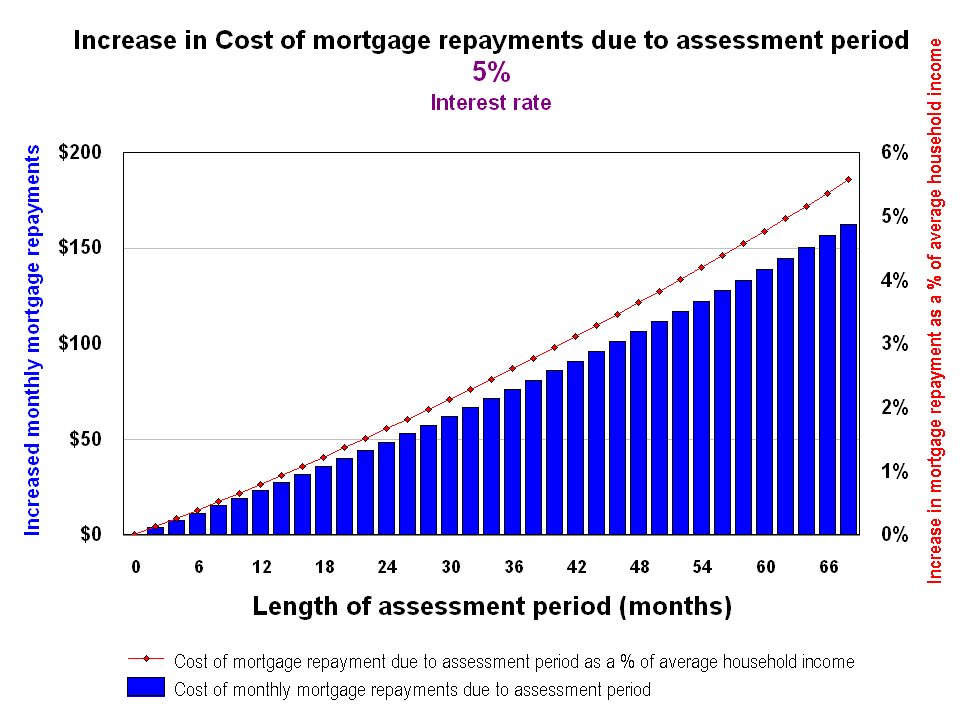 Increase in Cost of mortgage repayments due to assessment period
5%
Interest rate
Increased monthly mortgage repayments
$200
$150
$100
$50
$0
6%
5%
4%
3%
2%
1%
0%
Increase in mortgage repayment as a % of average household income
0 6 12 18 24 30 36 42 48 54 60 66
Length of assessment period (months)
Cost of mortgage repayment due to assessment period as a % of average household income
Cost of monthly mortgage repayments due to assessment period